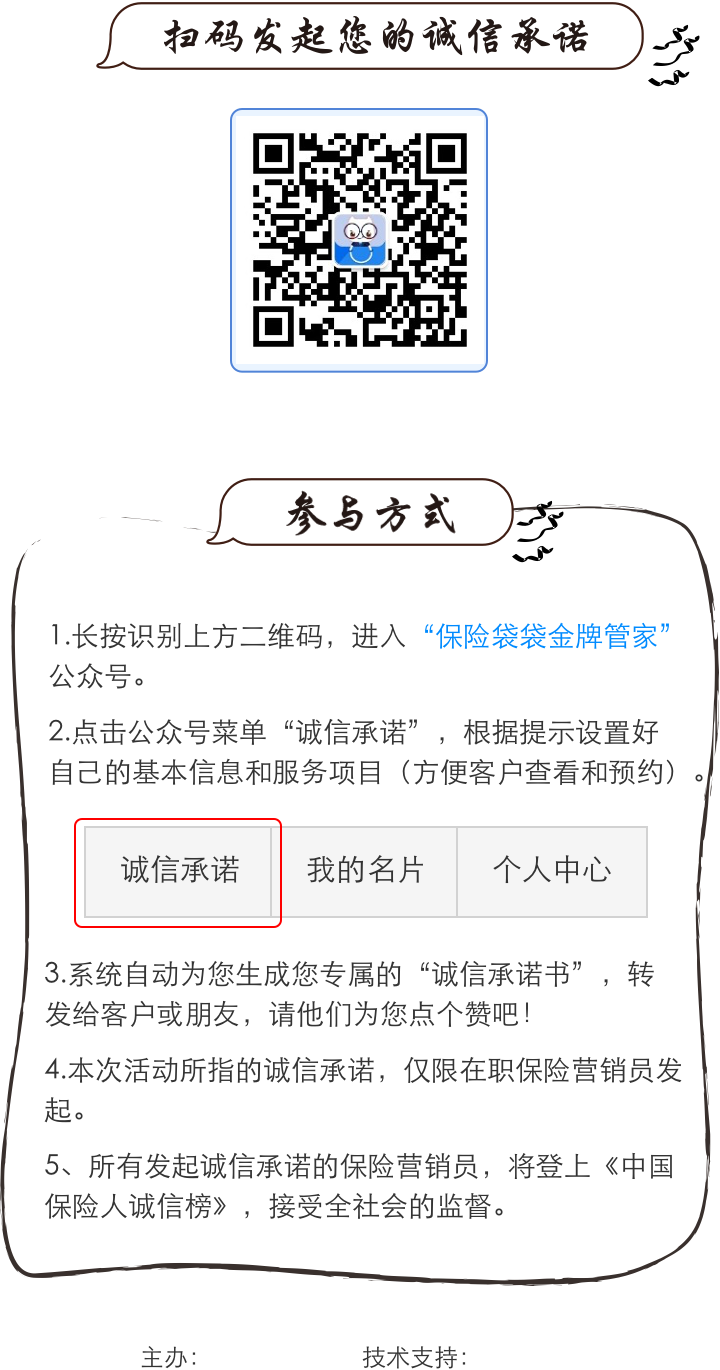 扫码发起您的诚信承诺
参与方式
1.长按识别上方二维码，进入“保险袋袋金牌管家”
公众号。
2.点击公众号菜单“诚信承诺”，根据提示设置好
自己的基本信息和服务项目（方便客户查看和预约）。
诚信承诺 我的名片 个人中心
3.系统自动为您生成您专属的“诚信承诺书”，转
发给客户或朋友，请他们为您点个赞吧！
4.本次活动所指的诚信承诺，仅限在职保险营销员发
起。
5、所有发起诚信承诺的保险营销员，将登上《中国
保险人诚信榜》，接受全社会的监督。
主办： 技术支持：